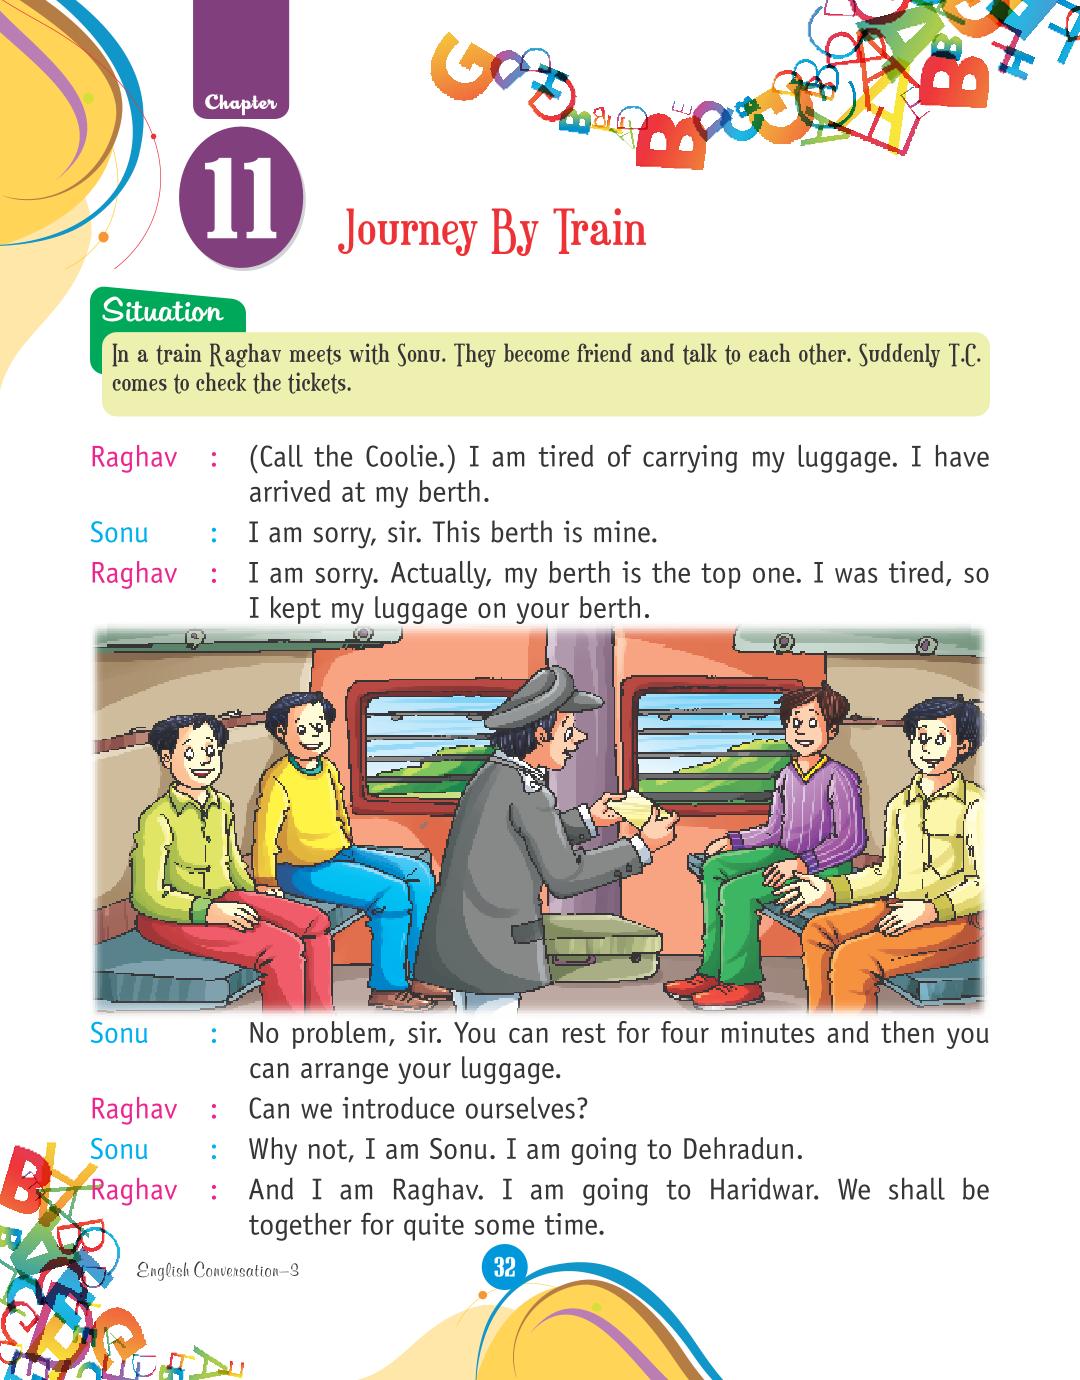 Chapter
11
Journey By Train
Situation
In a train Raghav meets with Sonu. They become friend and talk to each other. Suddenly T.C.
comes to check the tickets.
Raghav : (Call the Coolie.) I am tired of carrying my luggage. I have
arrived at my berth.
Sonu : I am sorry, sir. This berth is mine.
Raghav : I am sorry. Actually, my berth is the top one. I was tired, so
I kept my luggage on your berth.
Sonu : No problem, sir. You can rest for four minutes and then you
can arrange your luggage.
Raghav : Can we introduce ourselves?
Sonu : Why not, I am Sonu. I am going to Dehradun.
Raghav : And I am Raghav. I am going to Haridwar. We shall be
together for quite some time.
English Conversation–3
32